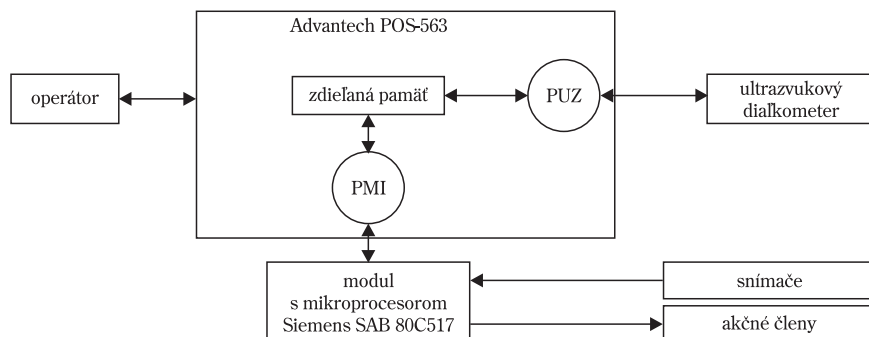 Advantech POS-563
operátor
zdieľaná pamäť
PUZ
ultrazvukový
diaľkometer
PMI
modul
s mikroprocesorom
Siemens SAB 80C517
snímače
akčné členy